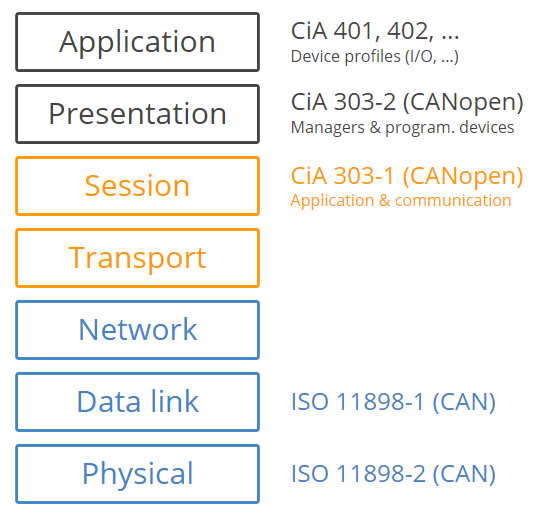 Application
CiA 401, 402, ...
Device profiles (I/O, ...)
Presentation
CiA 303-2 (CANopen)
Managers & program. devices
Session
CiA 303-1 (CANopen)
Application & communication
Transport
Network
Data link
ISO 11898-1 (CAN)
Physical
ISO 11898-2 (CAN)